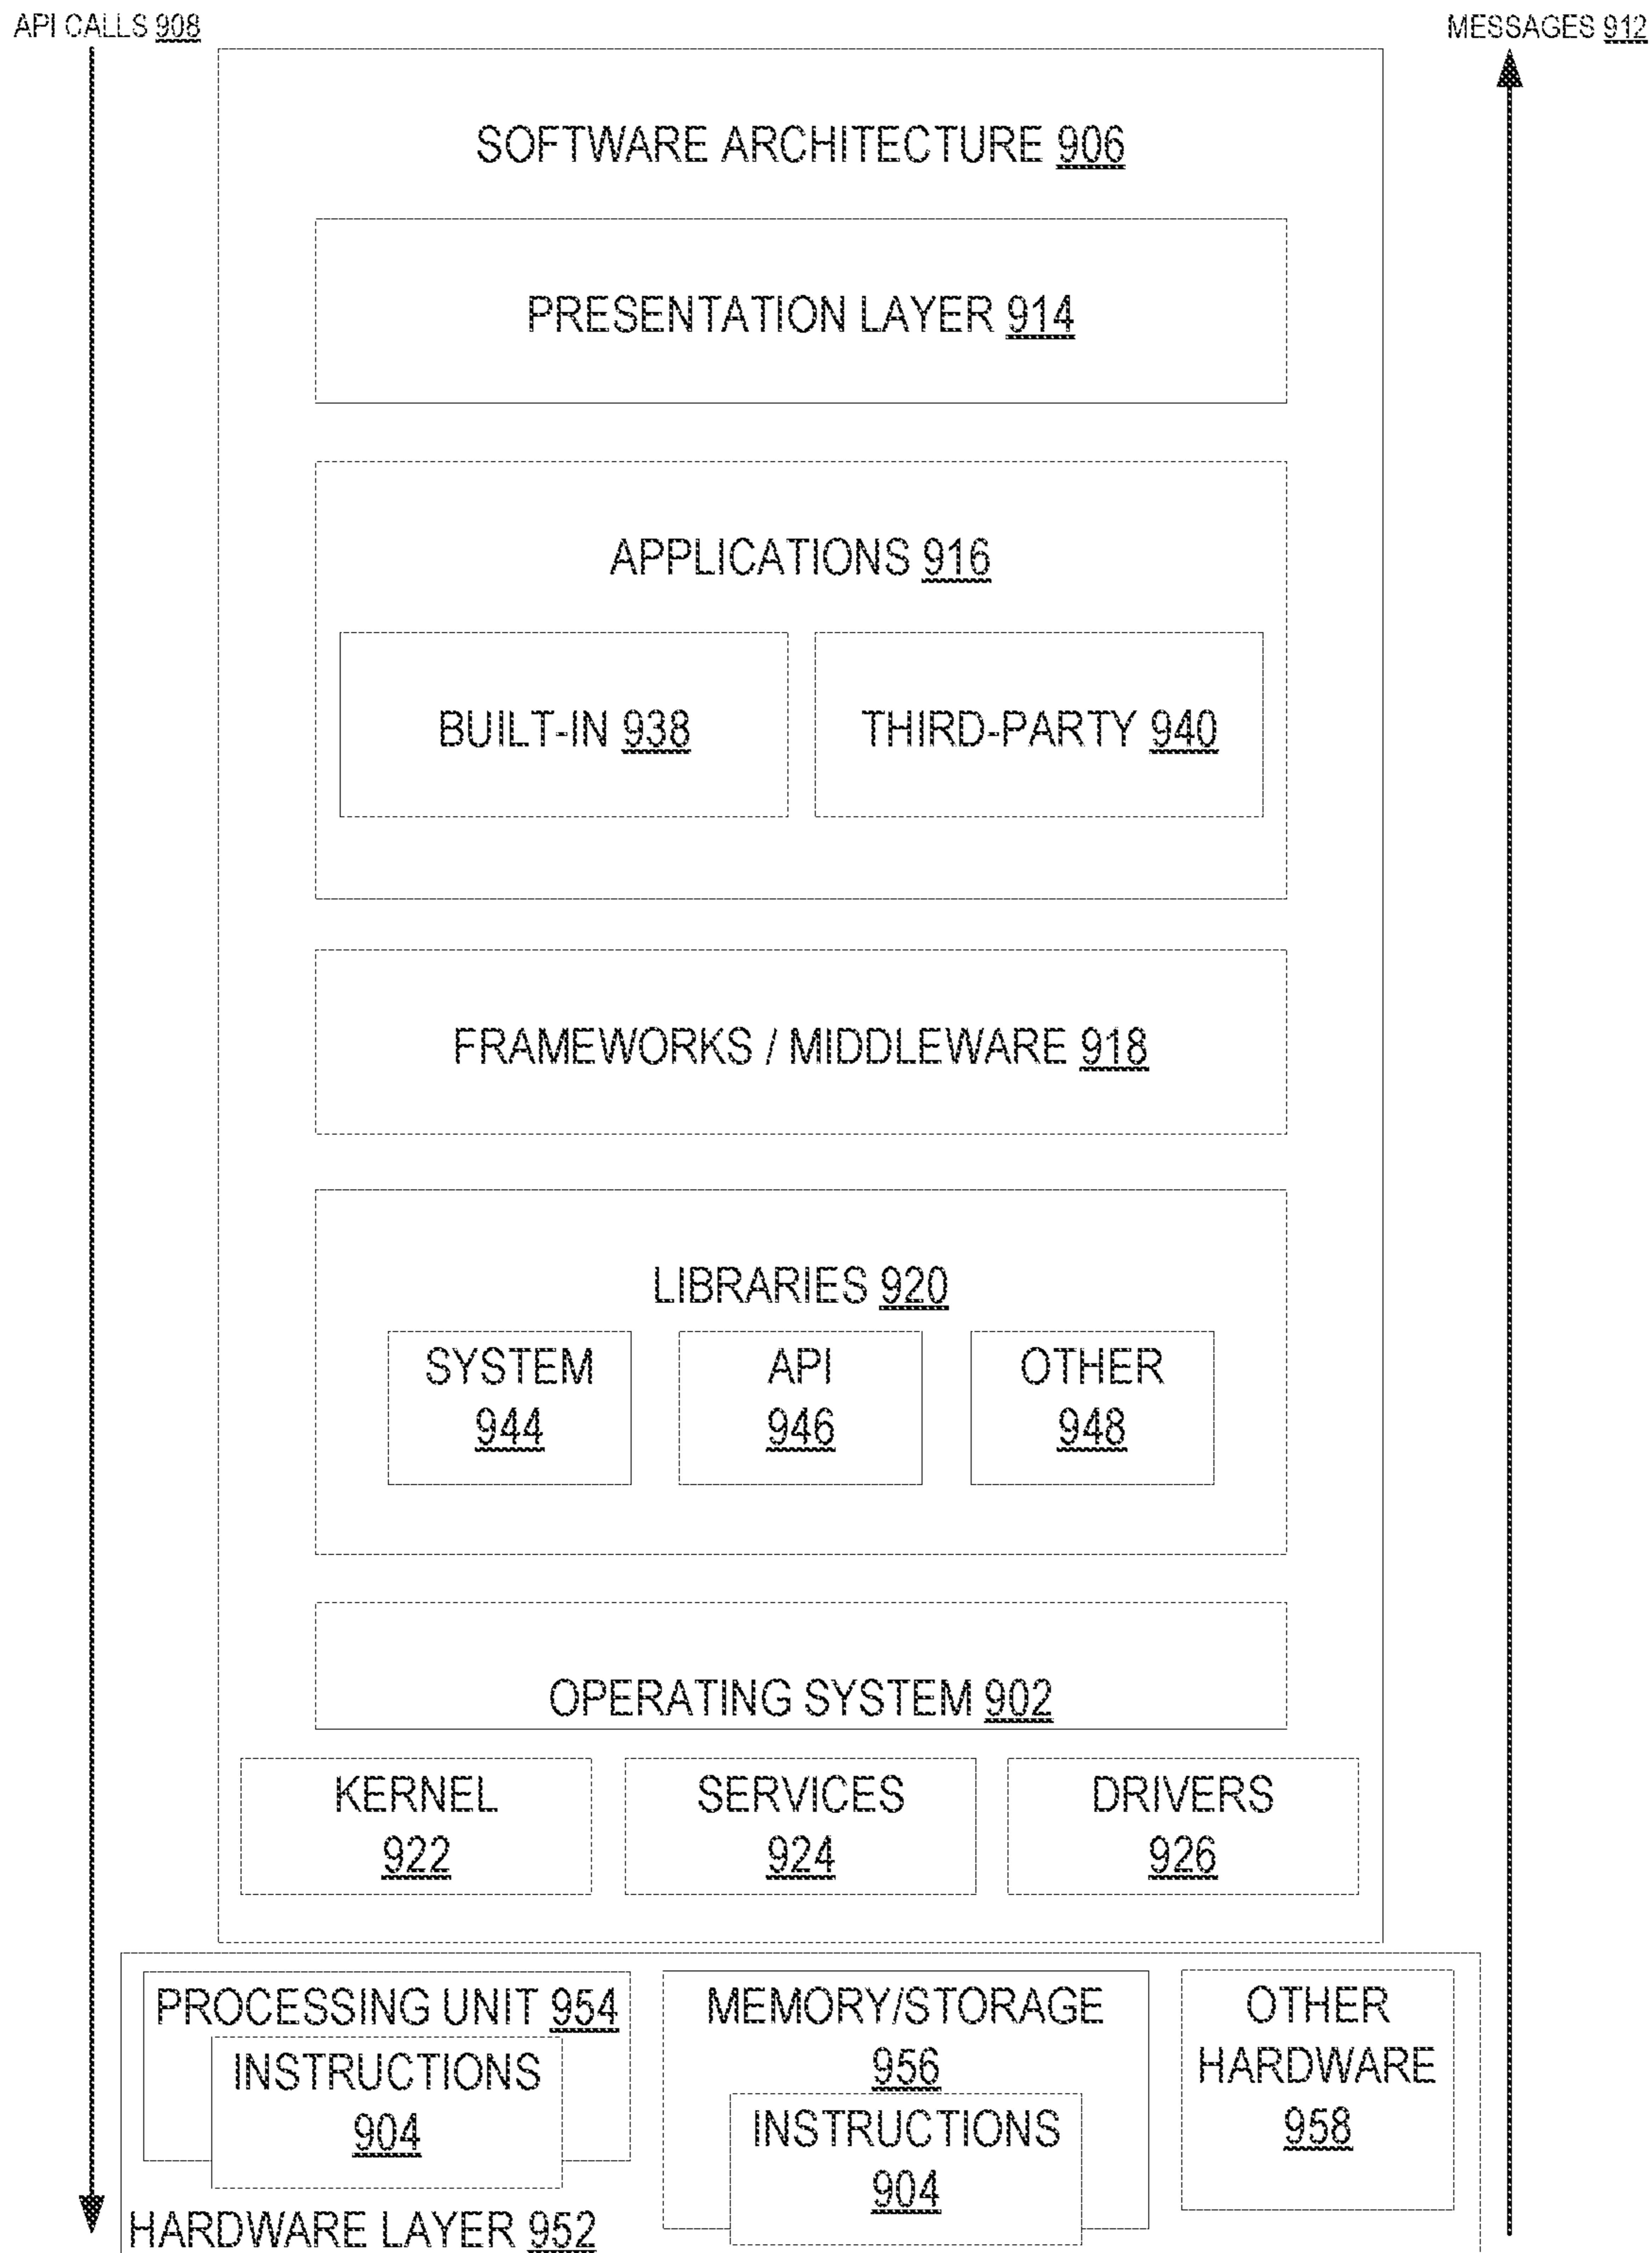 API CALLS 908
MESSAGES 912
SOFTWARE ARCHITECTURE 906
PRESENTATION LAYER 914
APPLICATIONS 916
BUILT-IN 938
THIRD-PARTY 940
FRAMEWORKS / MIDDLEWARE 918
LIBRARIES 920
SYSTEM
944
API
946
OTHER
948
OPERATING SYSTEM 902
KERNEL
922
SERVICES
924
DRIVERS
926
PROCESSING UNIT 954
INSTRUCTIONS
904
MEMORY/STORAGE
956
INSTRUCTIONS
904
OTHER
HARDWARE
958
HARDWARE LAYER 952